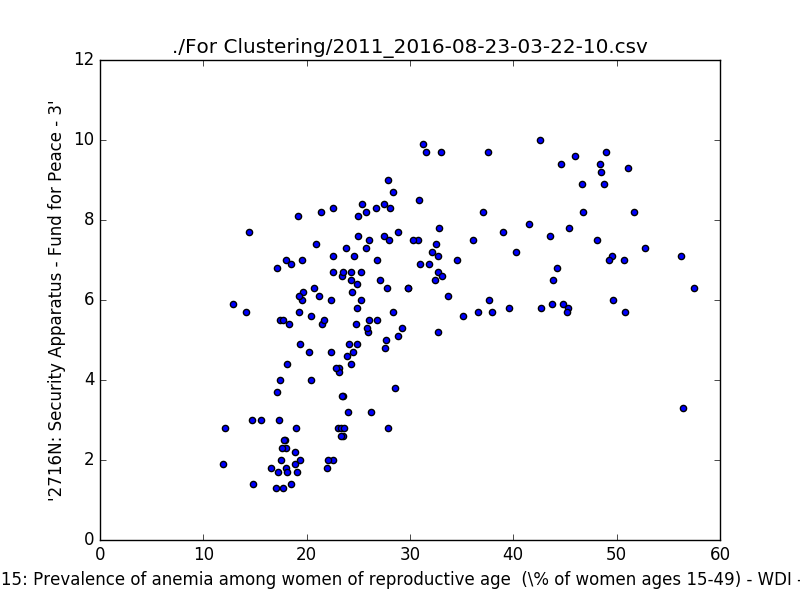 ./For Clustering/2011_2016-08-23-03-22-10.csv
12
10
8
6
4
2
0
'2716N: Security Apparatus - Fund for Peace - 3'
0 10 20 30 40 50 60
15: Prevalence of anemia among women of reproductive age  (\% of women ages 15-49) - WDI -